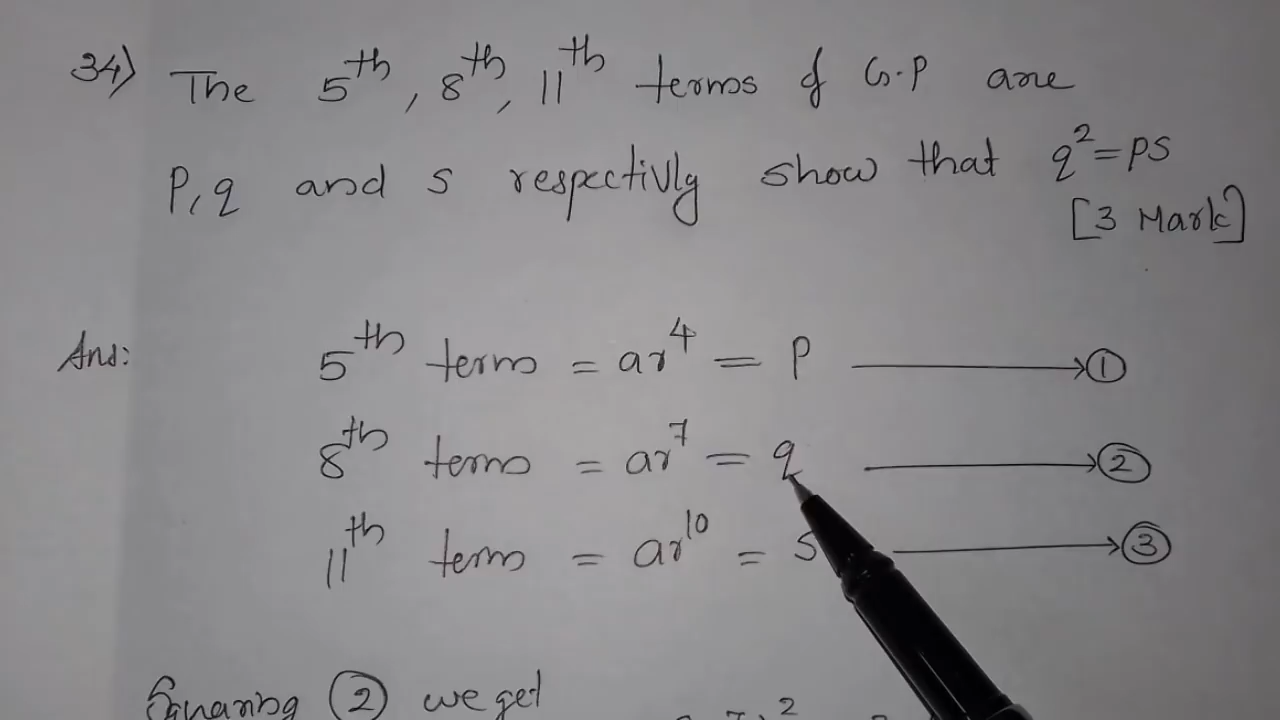 34) The 5th, 8th, 11th terms of G.P are
P, q and s respectivly show that q² = ps
[3 Mark]
Ans: 5th term = ar⁴ = P ①
8th term = ar⁷ = q ②
11th term = ar¹⁰ = s ③
Squaring ② we get